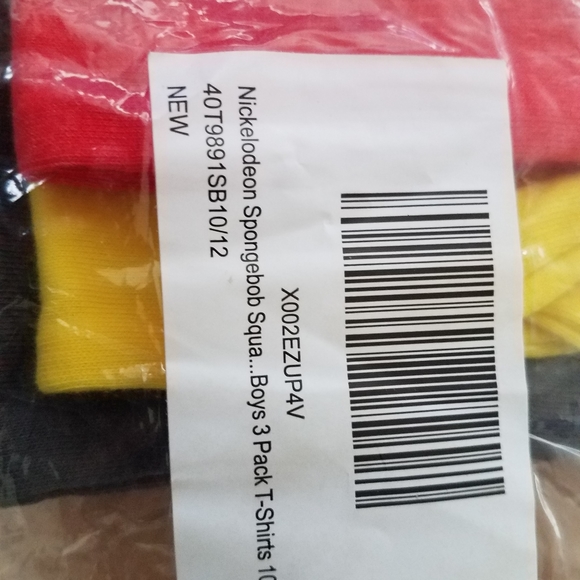 X002EZUP4V
Nickelodeon Spongebob Squa...Boys 3 Pack T-Shirts 10
40T9891SB10/12
NEW